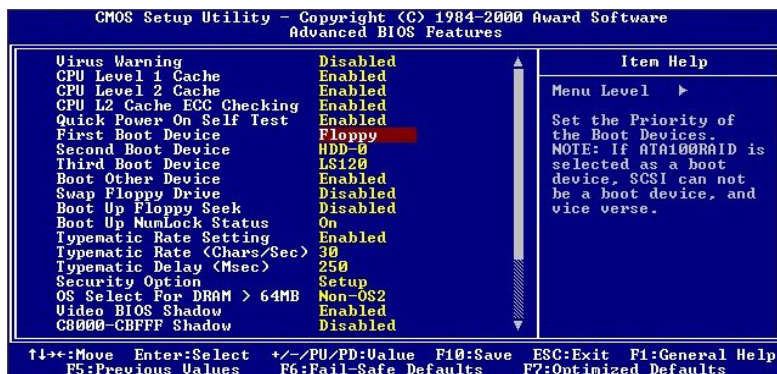 CMOS Setup Utility - Copyright (C) 1984-2000 Award Software
Advanced BIOS Features
Virus Warning Disabled
CPU Level 1 Cache Enabled
CPU Level 2 Cache Enabled
CPU L2 Cache ECC Checking Enabled
Quick Power On Self Test Enabled
First Boot Device Floppy
Second Boot Device HDD-0
Third Boot Device LS120
Boot Other Device Enabled
Swap Floppy Drive Disabled
Boot Up Floppy Seek Disabled
Boot Up NumLock Status On
Typematic Rate Setting Enabled
Typematic Rate (Chars/Sec) 30
Typematic Delay (Msec) 250
Security Option Setup
OS Select For DRAM > 64MB Non-OS2
Video BIOS Shadow Enabled
C8000-CBFFF Shadow Disabled
Item Help
Menu Level ▶
Set the Priority of
the Boot Devices.
NOTE: If ATA100RAID is
selected as a boot
device, SCSI can not
be a boot device, and
vice verse.
↑↓→←:Move Enter:Select +/-/PU/PD:Value F10:Save ESC:Exit F1:General Help
F5:Previous Values F6:Fail-Safe Defaults F7:Optimized Defaults